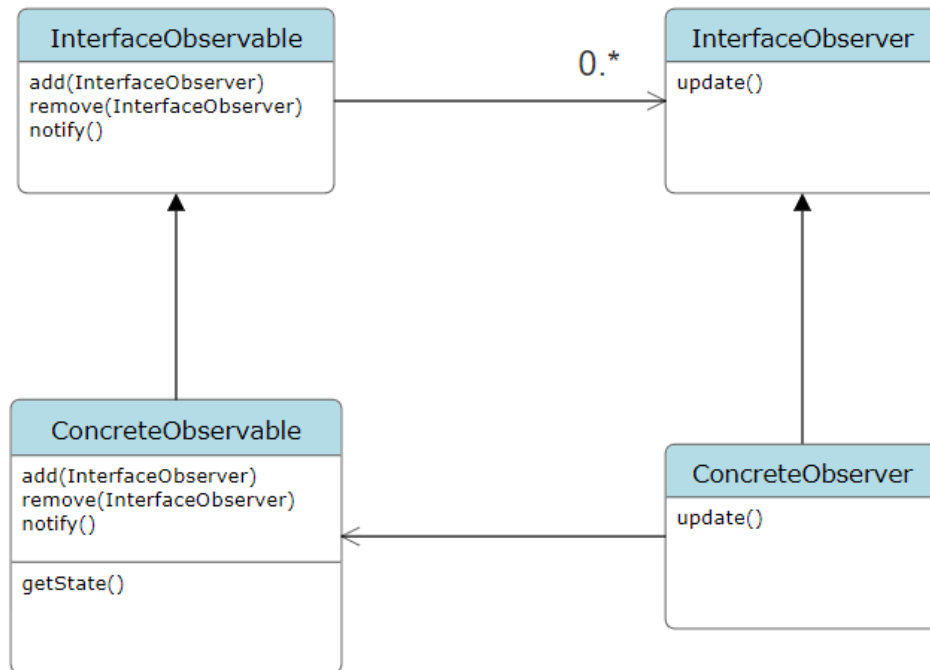 InterfaceObservable
add(InterfaceObserver)
remove(InterfaceObserver)
notify()
0.*
InterfaceObserver
update()
ConcreteObservable
add(InterfaceObserver)
remove(InterfaceObserver)
notify()
getState()
ConcreteObserver
update()